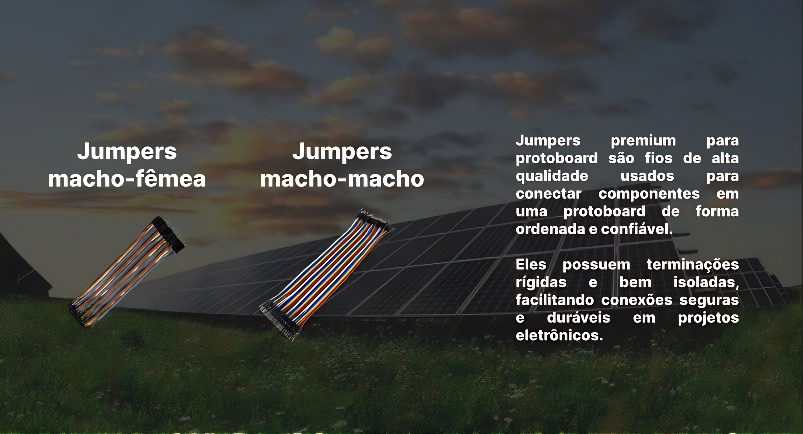 Jumpers
macho-fêmea
Jumpers
macho-macho
Jumpers premium para
protoboard são fios de alta
qualidade usados para
conectar componentes em
uma protoboard de forma
ordenada e confiável.
Eles possuem terminações
rígidas e bem isoladas,
facilitando conexões seguras
e duráveis em projetos
eletrônicos.